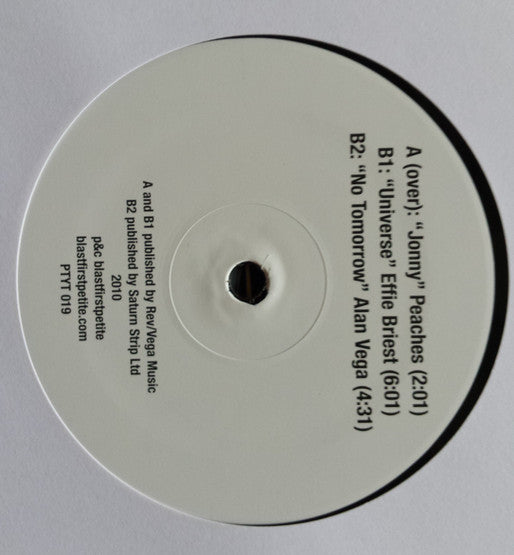 A (over): “Jonny” Peaches (2:01)
B1: “Universe” Effie Briest (6:01)
B2: “No Tomorrow” Alan Vega (4:31)
A and B1 published by Rev/Vega Music
B2 published by Saturn Strip Ltd
2010
p&c blastfirstpetite
blastfirstpetite.com
PTYT 019